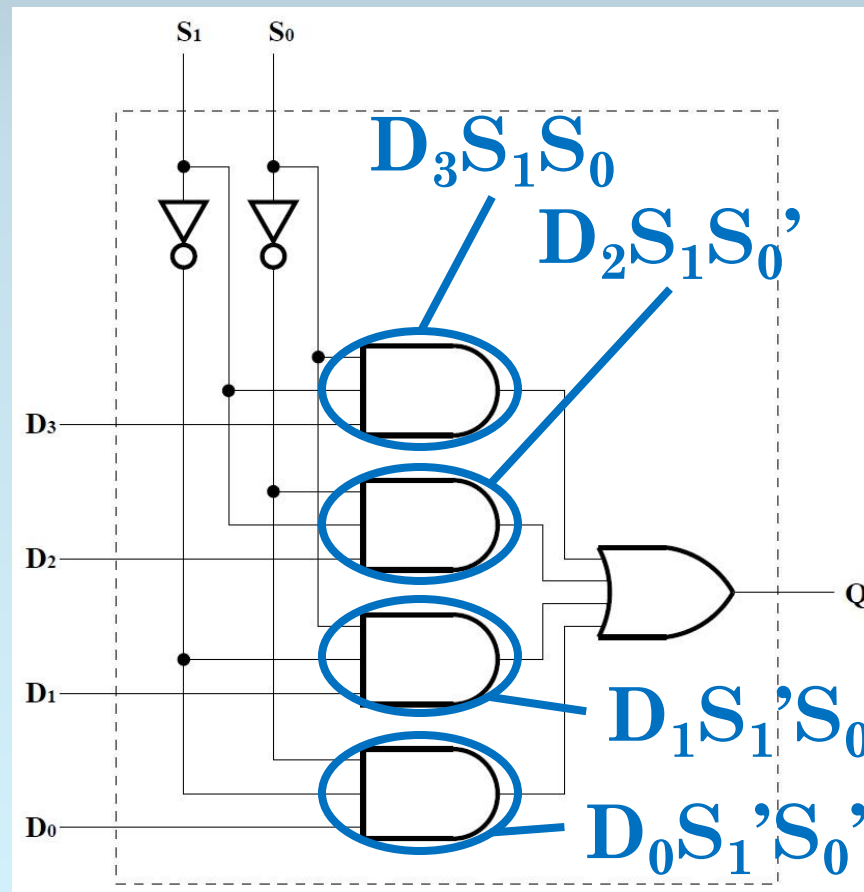 S₁ S₀
D₃S₁S₀
D₂S₁S₀’
D₃
D₂
Q
D₁
D₁S₁’S₀
D₀
D₀S₁’S₀’